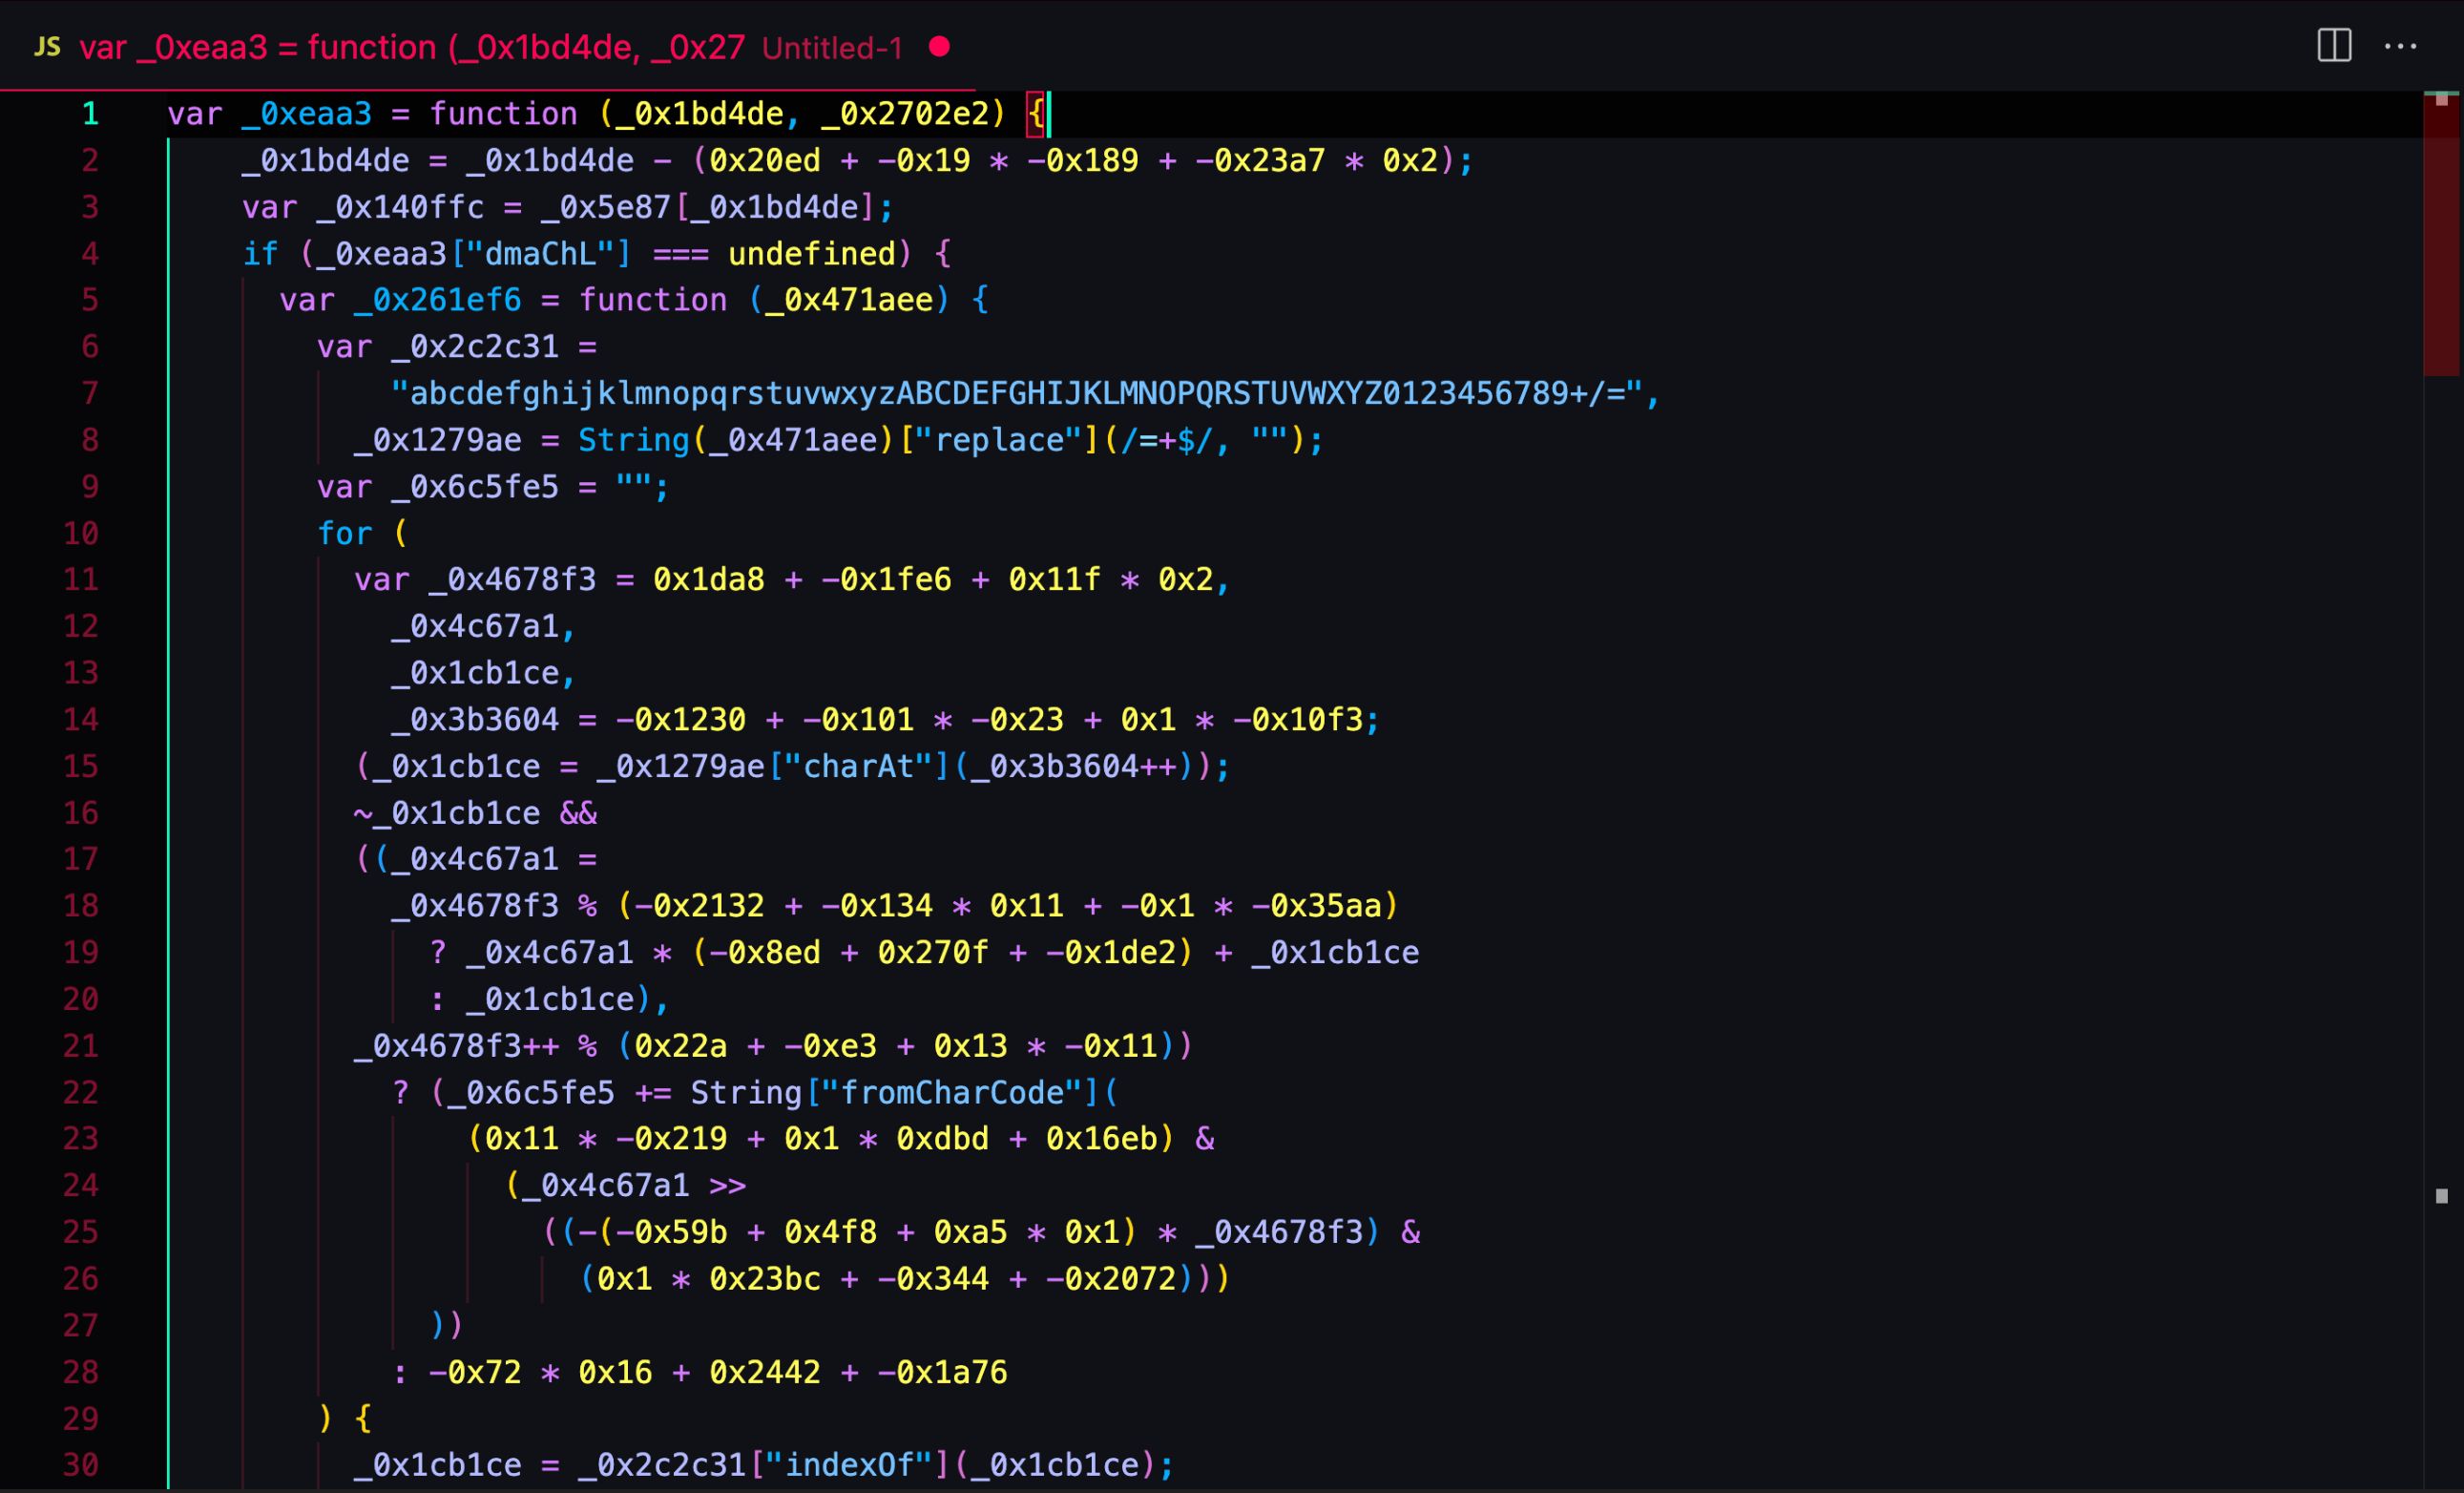 JS var _0xeaa3 = function (_0x1bd4de, _0x27 Untitled-1
1 var _0xeaa3 = function (_0x1bd4de, _0x2702e2) {
2 _0x1bd4de = _0x1bd4de - (0x20ed + -0x19 * -0x189 + -0x23a7 * 0x2);
3 var _0x140ffc = _0x5e87[_0x1bd4de];
4 if (_0xeaa3["dmaChL"] === undefined) {
5 var _0x261ef6 = function (_0x471aee) {
6 var _0x2c2c31 =
7 "abcdefghijklmnopqrstuvwxyzABCDEFGHIJKLMNOPQRSTUVWXYZ0123456789+/=",
8 _0x1279ae = String(_0x471aee)["replace"](/=+$/, "");
9 var _0x6c5fe5 = "";
10 for (
11 var _0x4678f3 = 0x1da8 + -0x1fe6 + 0x11f * 0x2,
12 _0x4c67a1,
13 _0x1cb1ce,
14 _0x3b3604 = -0x1230 + -0x101 * -0x23 + 0x1 * -0x10f3;
15 (_0x1cb1ce = _0x1279ae["charAt"](_0x3b3604++));
16 ~_0x1cb1ce &&
17 ((_0x4c67a1 =
18 _0x4678f3 % (-0x2132 + -0x134 * 0x11 + -0x1 * -0x35aa)
19 ? _0x4c67a1 * (-0x8ed + 0x270f + -0x1de2) + _0x1cb1ce
20 : _0x1cb1ce),
21 _0x4678f3++ % (0x22a + -0xe3 + 0x13 * -0x11))
22 ? (_0x6c5fe5 += String["fromCharCode"](
23 (0x11 * -0x219 + 0x1 * 0xdbd + 0x16eb) &
24 (_0x4c67a1 >>
25 ((-(-0x59b + 0x4f8 + 0xa5 * 0x1) * _0x4678f3) &
26 (0x1 * 0x23bc + -0x344 + -0x2072)))
27 ))
28 : -0x72 * 0x16 + 0x2442 + -0x1a76
29 ) {
30 _0x1cb1ce = _0x2c2c31["indexOf"](_0x1cb1ce);